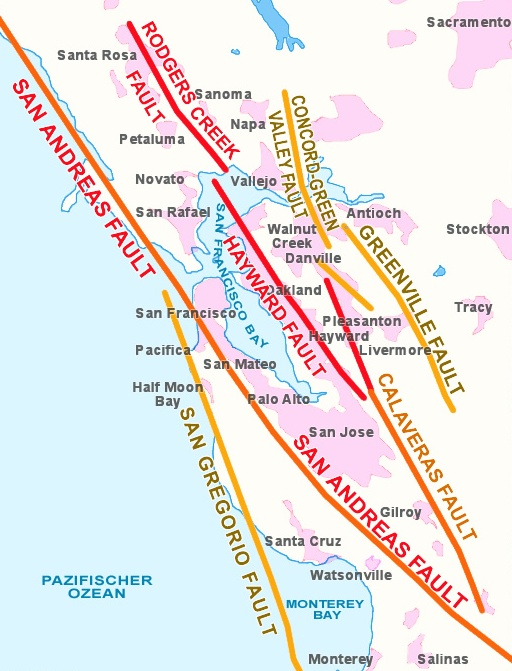 Sacramento
Santa Rosa
RODGERS CREEK
FAULT
Sanoma
Napa
CONCORD-GREEN
VALLEY FAULT
SAN ANDREAS FAULT
Petaluma
Novato
Vallejo
San Rafael
Antioch
Walnut
Creek
Stockton
Danville
SAN FRANCISCO BAY
HAYWARD FAULT
GREENVILLE FAULT
Oakland
San Francisco
Pleasanton
Tracy
Hayward
Pacifica
Livermore
San Mateo
Half Moon
Bay
Palo Alto
CALAVERAS FAULT
SAN GREGORIO FAULT
San Jose
SAN ANDREAS FAULT
Gilroy
Santa Cruz
Watsonville
PAZIFISCHER
OZEAN
MONTEREY
BAY
Monterey
Salinas